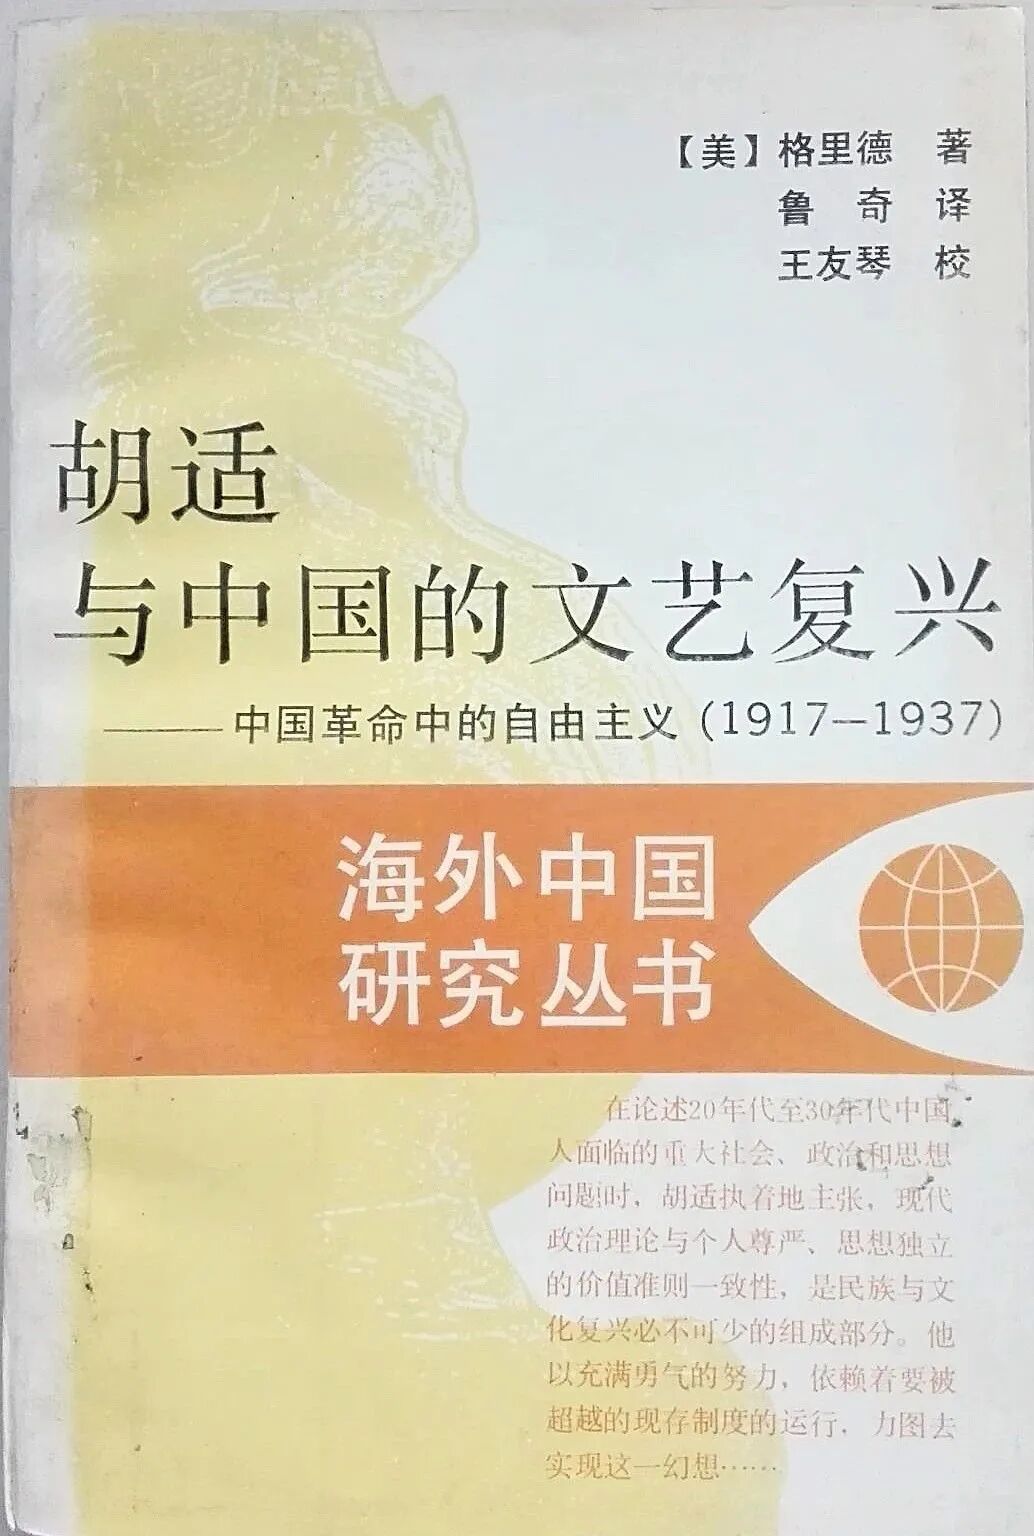 【美】格里德 著
鲁奇 译
王友琴 校
胡适
与中国的文艺复兴
——中国革命中的自由主义(1917—1937)
海外中国
研究丛书
在论述20年代至30年代中国
人面临的重大社会、政治和思想
问题时，胡适执着地主张，现代
政治理论与个人尊严、思想独立
的价值准则一致性，是民族与文
化复兴必不可少的组成部分。他
以充满勇气的努力，依赖着要被
超越的现存制度的运行，力图去
实现这一幻想……